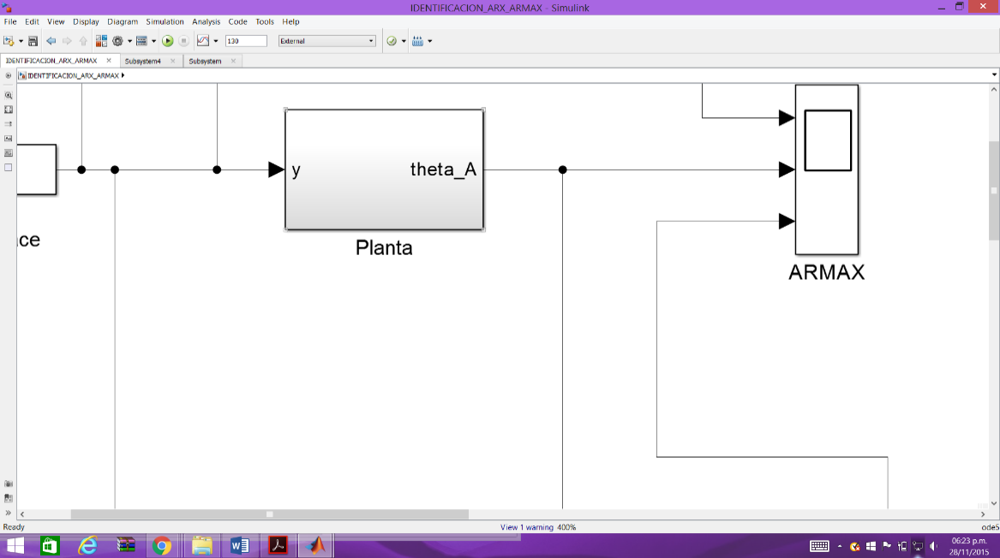 IDENTIFICACION_ARX_ARMAX - Simulink
File Edit View Display Diagram Simulation Analysis Code Tools Help
130 External
IDENTIFICACION_ARX_ARMAX Subsystem4 Subsystem
IDENTIFICACION_ARX_ARMAX
y theta_A
ce
Planta
ARMAX
Ready View 1 warning 400% ode5
06:23 p.m.
28/11/2015